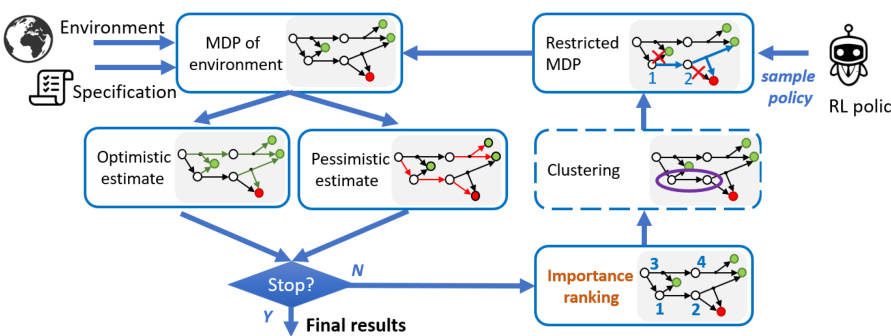 Environment
Specification
MDP of
environment
Restricted
MDP
1
2
sample
policy
RL policy
Optimistic
estimate
Pessimistic
estimate
Clustering
Stop?
N
Y
Final results
Importance
ranking
3
4
1
2